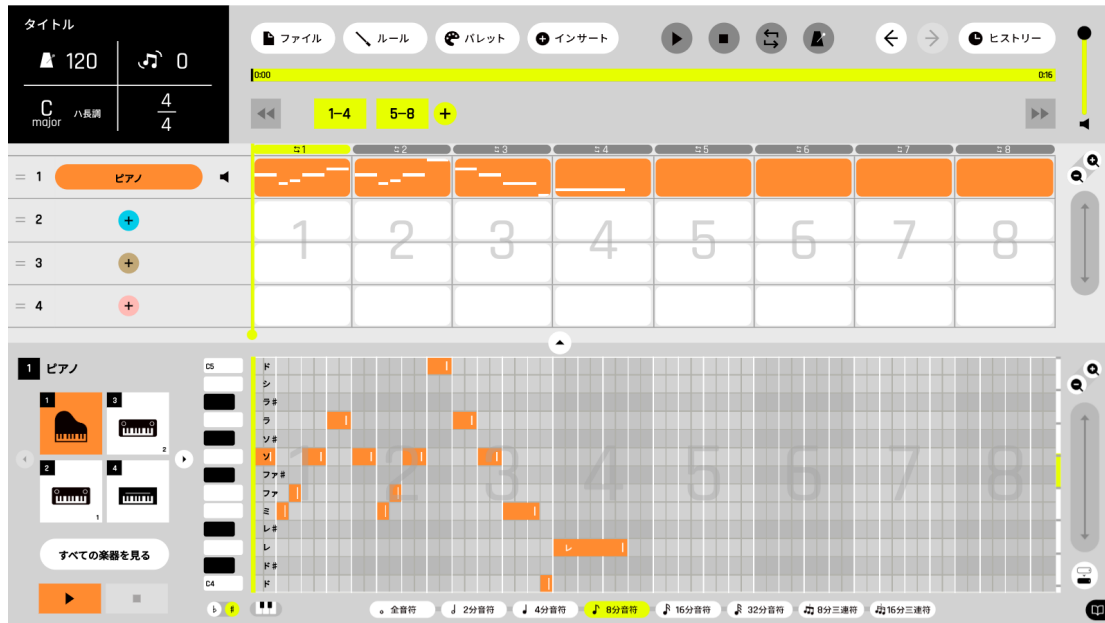 タイトル
120 0
C major ハ長調 4 4
ファイル ルール パレット インサート ヒストリー
0:00 0:16
1-4 5-8 +
1 2 3 4 5 6 7 8
1 ピアノ
2 +
3 +
4 +
1 2 3 4 5 6 7 8
1 ピアノ
1 3
2
2 4
1
すべての楽器を見る
C5 ド
シ
ラ#
ラ
ソ#
ソ
ファ#
ファ
ミ
レ#
レ レ
ド#
C4 ド
1 2 3 4 5 6 7 8
♭ # 全音符 2分音符 4分音符 8分音符 16分音符 32分音符 8分三連符 16分三連符